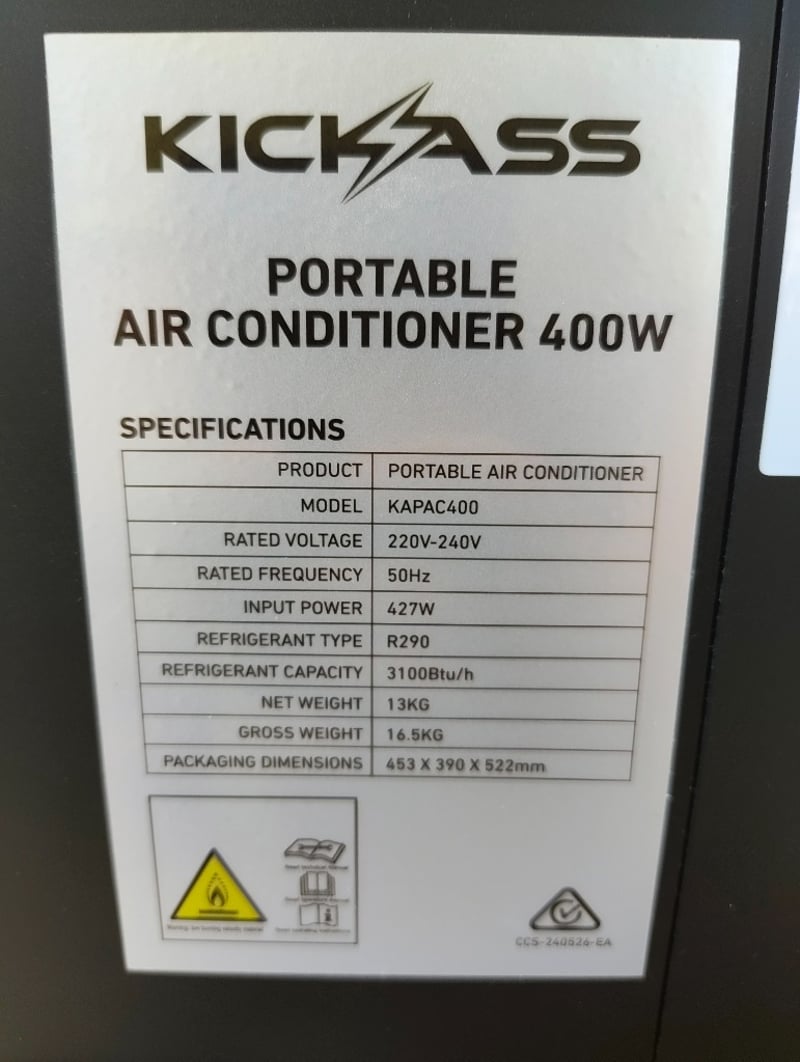 KICKASS
PORTABLE
AIR CONDITIONER 400W
SPECIFICATIONS
PRODUCT PORTABLE AIR CONDITIONER
MODEL KAPAC400
RATED VOLTAGE 220V-240V
RATED FREQUENCY 50Hz
INPUT POWER 427W
REFRIGERANT TYPE R290
REFRIGERANT CAPACITY 3100Btu/h
NET WEIGHT 13KG
GROSS WEIGHT 16.5KG
PACKAGING DIMENSIONS 453 X 390 X 522mm
CCS-240526-EA